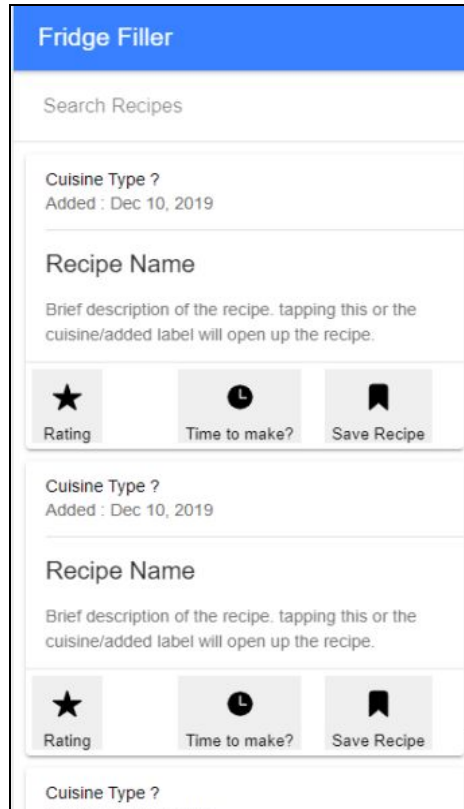 Fridge Filler
Search Recipes
Cuisine Type ?
Added : Dec 10, 2019
Recipe Name
Brief description of the recipe. tapping this or the
cuisine/added label will open up the recipe.
Rating Time to make? Save Recipe
Cuisine Type ?
Added : Dec 10, 2019
Recipe Name
Brief description of the recipe. tapping this or the
cuisine/added label will open up the recipe.
Rating Time to make? Save Recipe
Cuisine Type ?